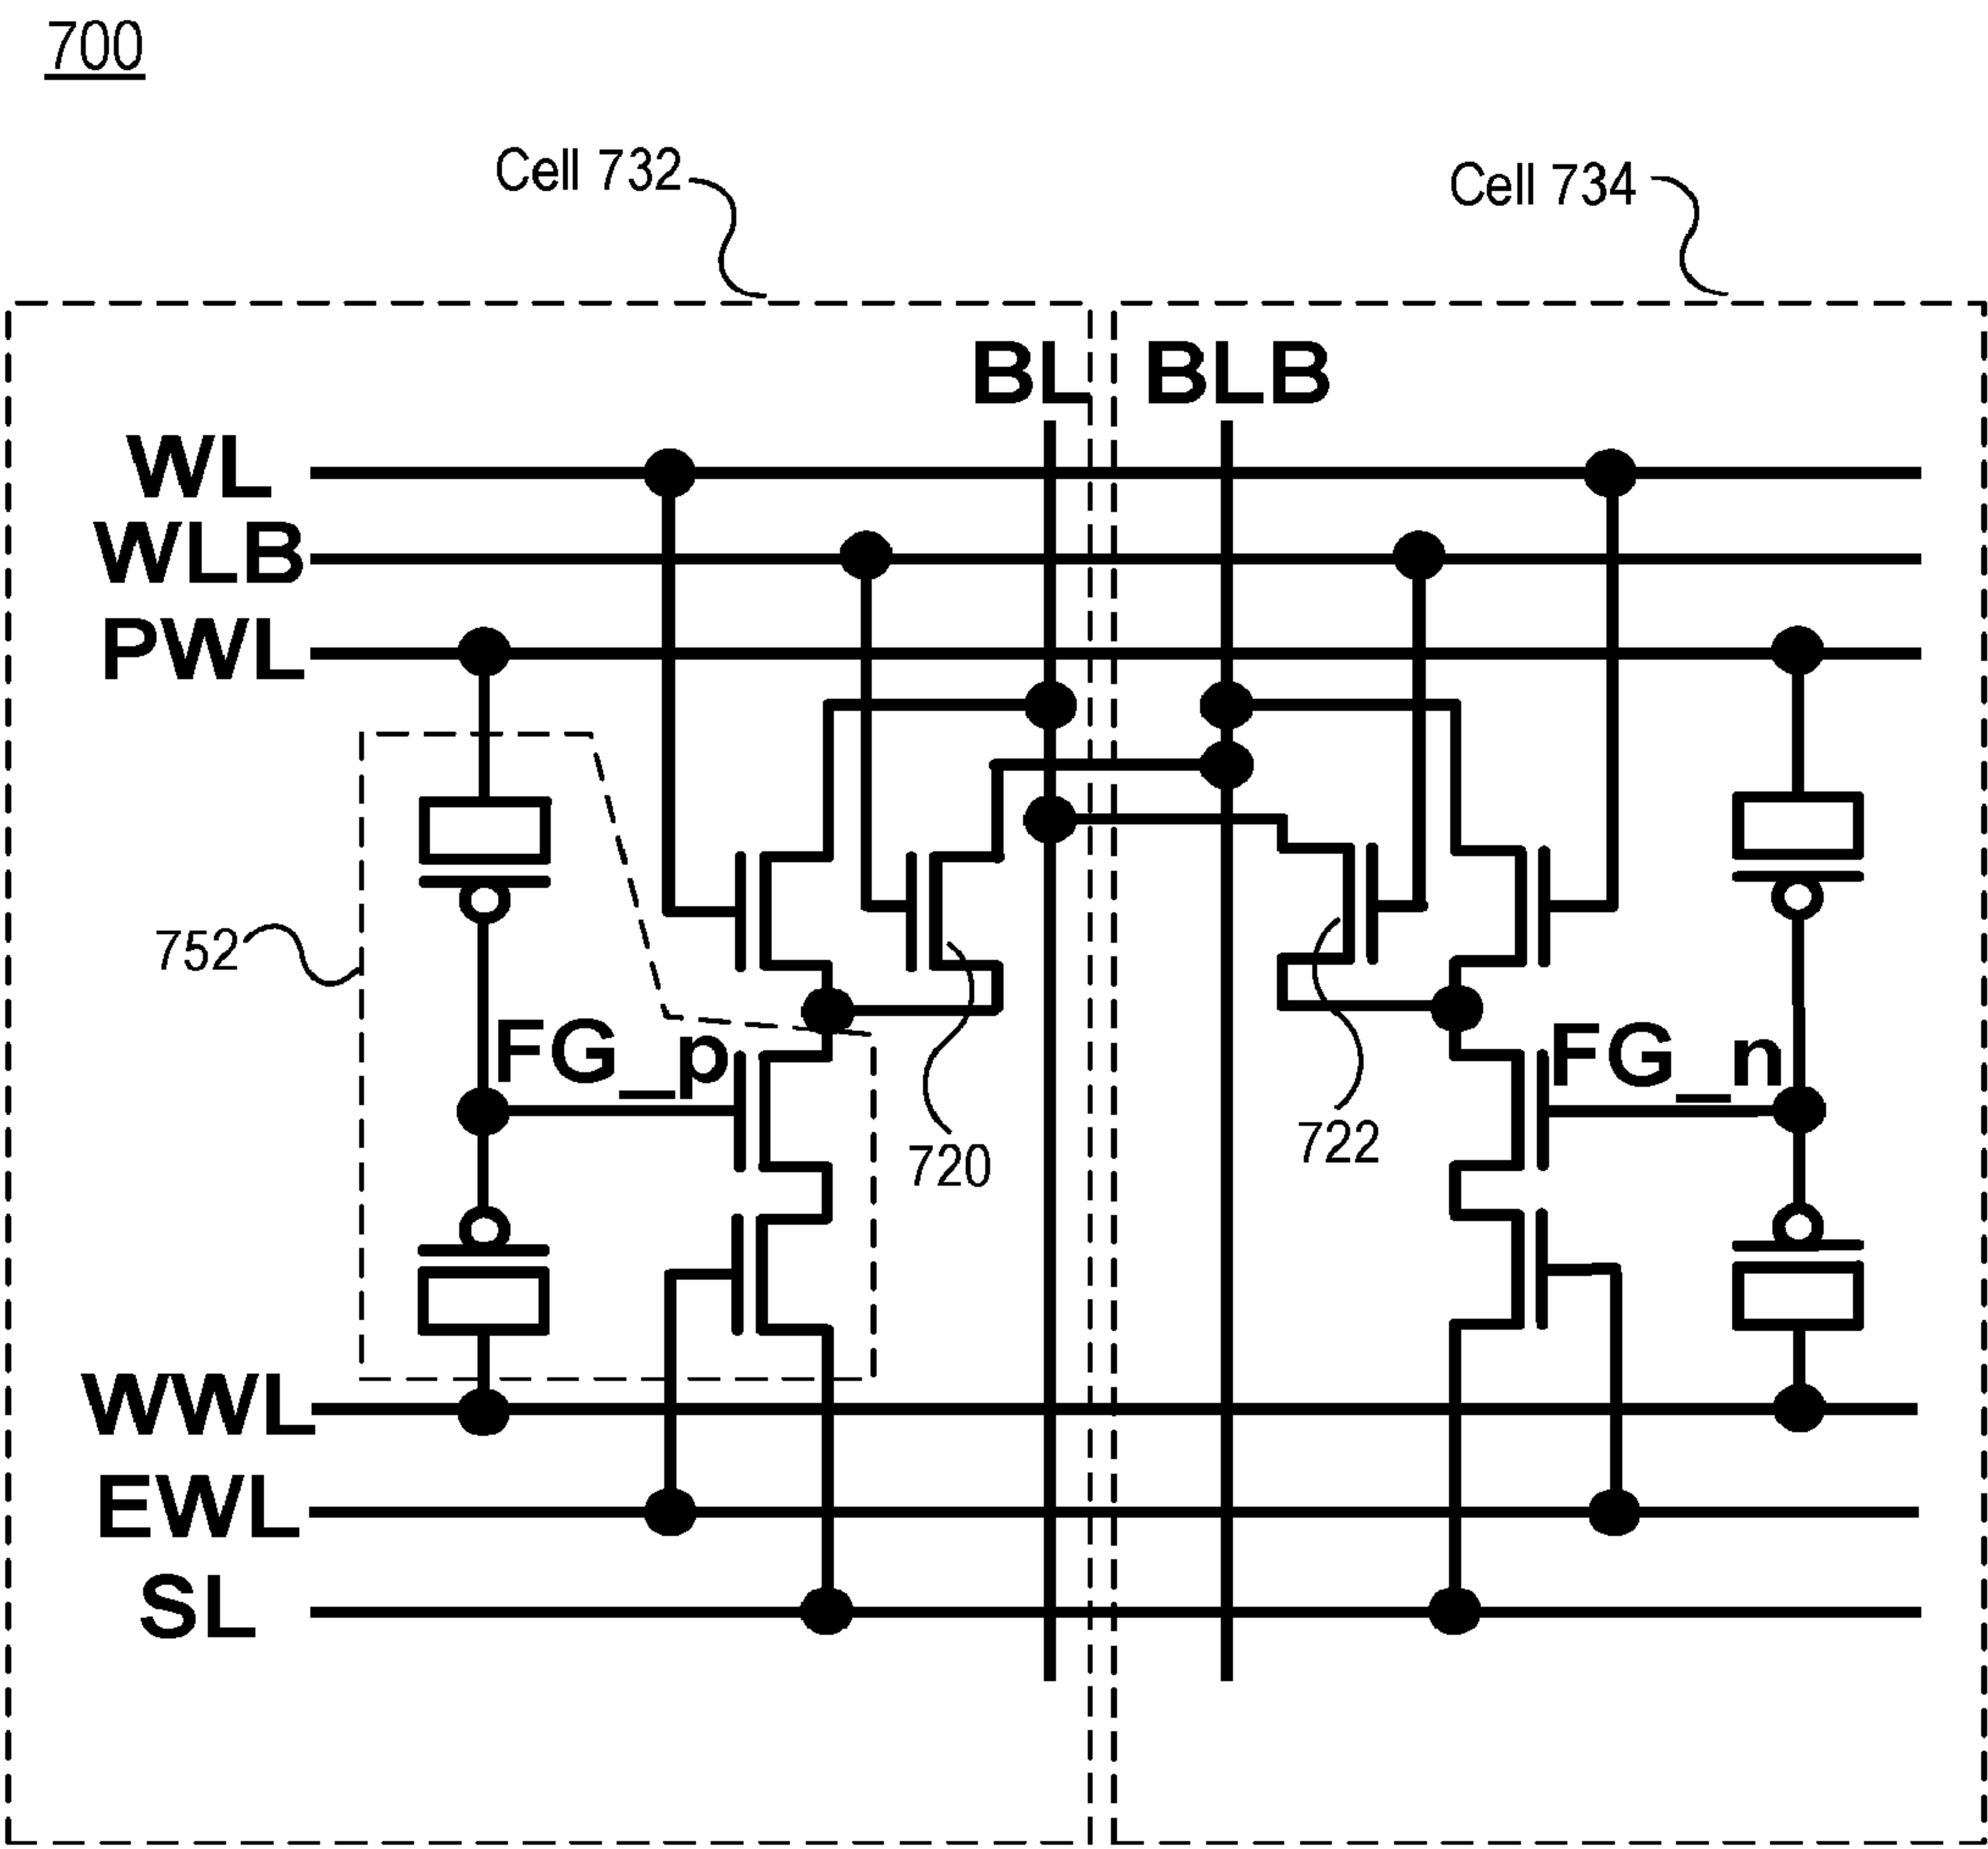 700
Cell 732
Cell 734
BL BLB
WL
WLB
PWL
752
FG_p
FG_n
720
722
WWL
EWL
SL